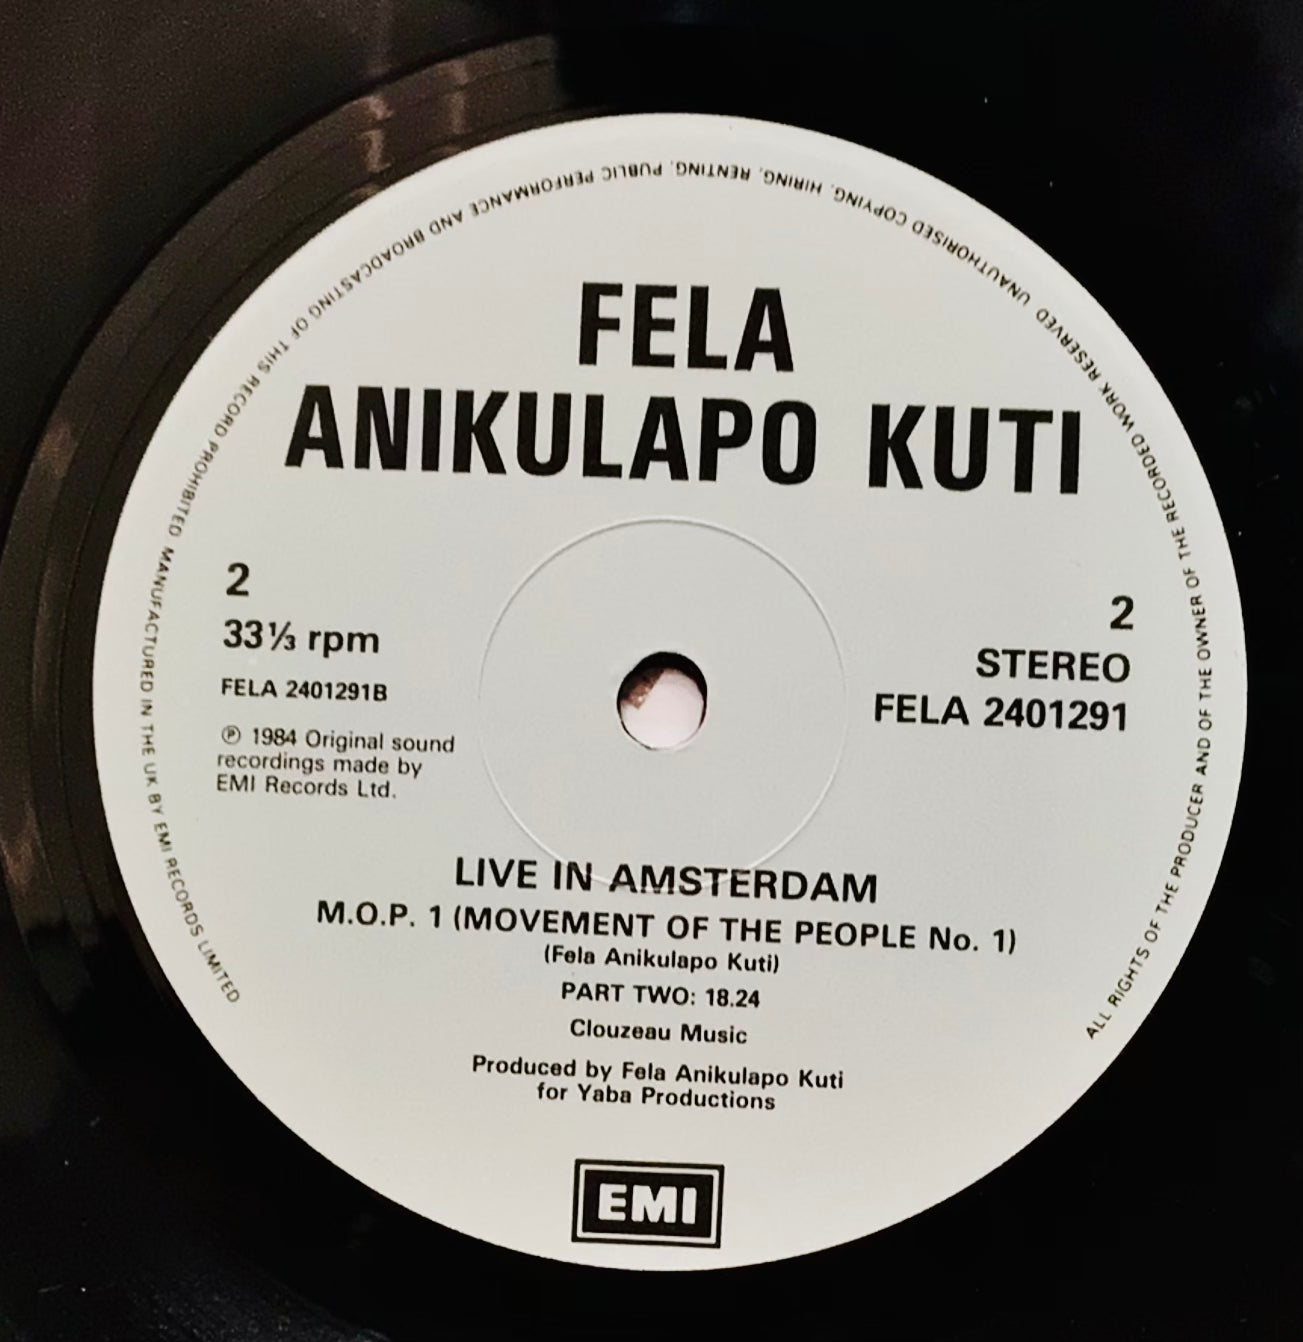 FELA
ANIKULAPO KUTI
2
33⅓ rpm
FELA 2401291B
℗ 1984 Original sound
recordings made by
EMI Records Ltd.
2
STEREO
FELA 2401291
LIVE IN AMSTERDAM
M.O.P. 1 (MOVEMENT OF THE PEOPLE No. 1)
(Fela Anikulapo Kuti)
PART TWO: 18.24
Clouzeau Music
Produced by Fela Anikulapo Kuti
for Yaba Productions
EMI
ALL RIGHTS OF THE PRODUCER AND OF THE OWNER OF THE RECORDED WORK RESERVED UNAUTHORISED COPYING, HIRING, RENTING, PUBLIC PERFORMANCE AND BROADCASTING OF THIS RECORD PROHIBITED MANUFACTURED IN THE UK BY EMI RECORDS LIMITED